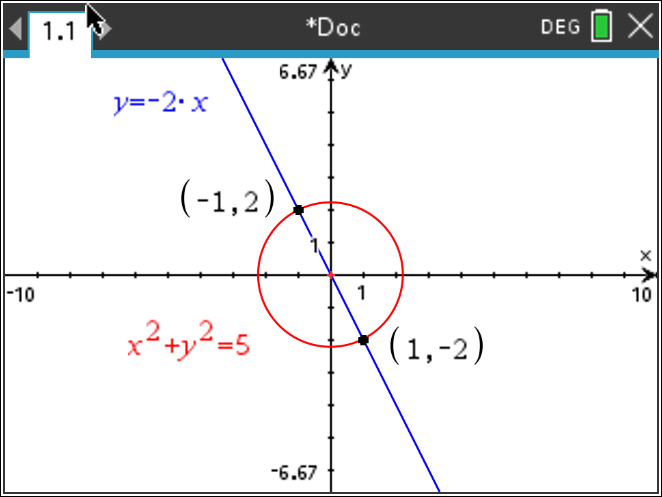 1.1 *Doc DEG
6.67 y
y=-2·x
(-1,2)
1
x
-10 1 10
x²+y²=5
(1,-2)
-6.67